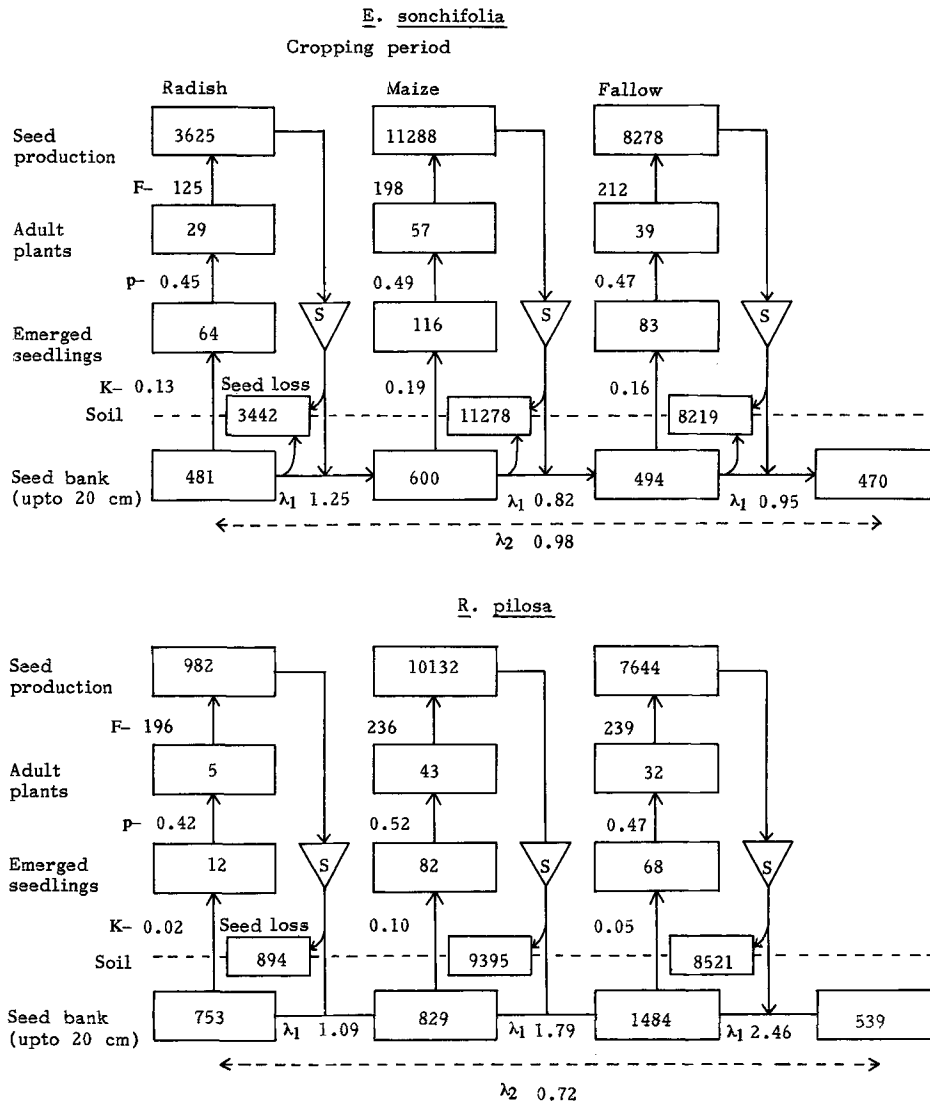 E. sonchifolia
Cropping period
Radish Maize Fallow
Seed production 3625 11288 8278
F– 125 198 212
Adult plants 29 57 39
p– 0.45 0.49 0.47
S S S
Emerged seedlings 64 116 83
K– 0.13 Seed loss 0.19 0.16
Soil 3442 11278 8219
Seed bank (upto 20 cm) 481 600 494 470
λ1 1.25 λ1 0.82 λ1 0.95
λ2 0.98
R. pilosa
Seed production 982 10132 7644
F– 196 236 239
Adult plants 5 43 32
p– 0.42 0.52 0.47
Emerged seedlings 12 S 82 S 68 S
K– 0.02 Seed loss 0.10 0.05
Soil 894 9395 8521
Seed bank (upto 20 cm) 753 829 1484 539
λ1 1.09 λ1 1.79 λ1 2.46
λ2 0.72